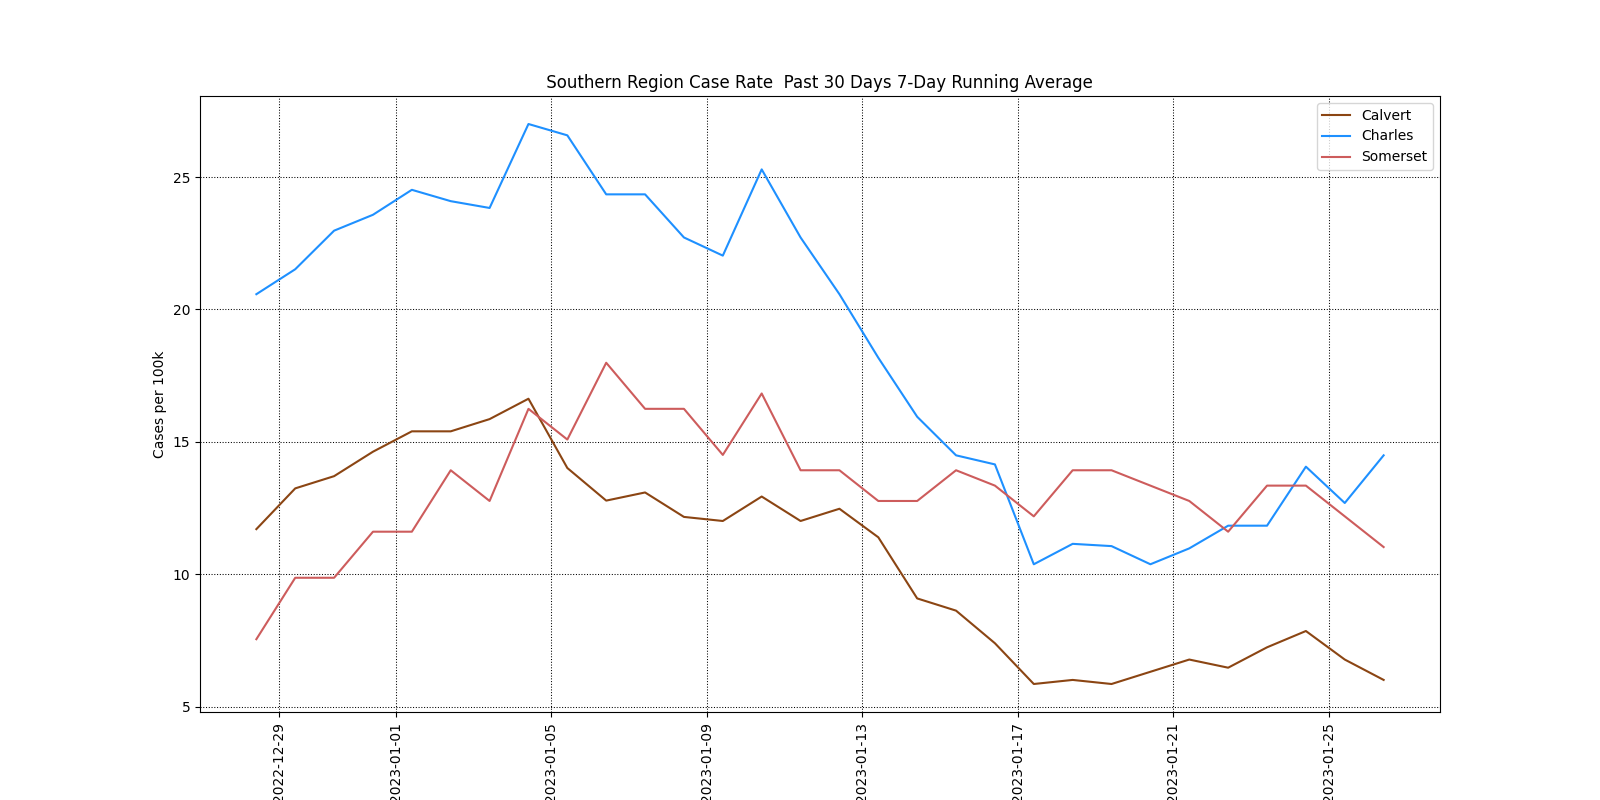 Southern Region Case Rate  Past 30 Days 7-Day Running Average
Calvert
Charles
Somerset
Cases per 100k
25
20
15
10
5
2022-12-29
2023-01-01
2023-01-05
2023-01-09
2023-01-13
2023-01-17
2023-01-21
2023-01-25